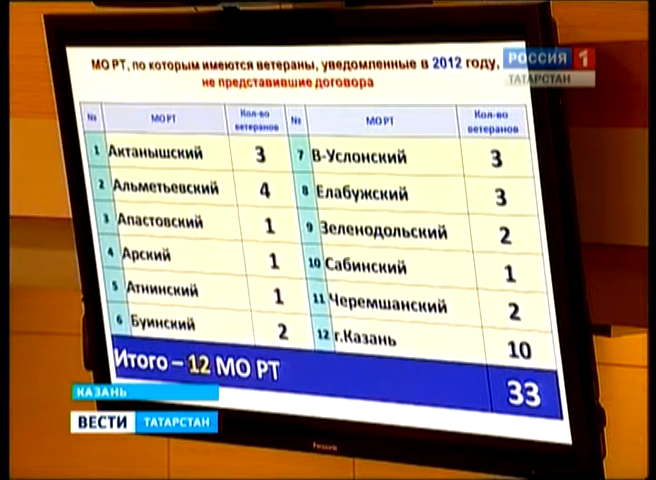 МО РТ, по которым имеются ветераны, уведомленные в 2012 году,
не представившие договора
РОССИЯ 1
ТАТАРСТАН
№ МО РТ Кол-во ветеранов № МО РТ Кол-во ветеранов
1 Актанышский 3 7 В-Услонский 3
2 Альметьевский 4 8 Елабужский 3
3 Апастовский 1 9 Зеленодольский 2
4 Арский 1 10 Сабинский 1
5 Атнинский 1 11 Черемшанский 2
6 Буинский 2 12 г.Казань 10
Итого – 12 МО РТ 33
КАЗАНЬ
ВЕСТИ ТАТАРСТАН
Panasonic